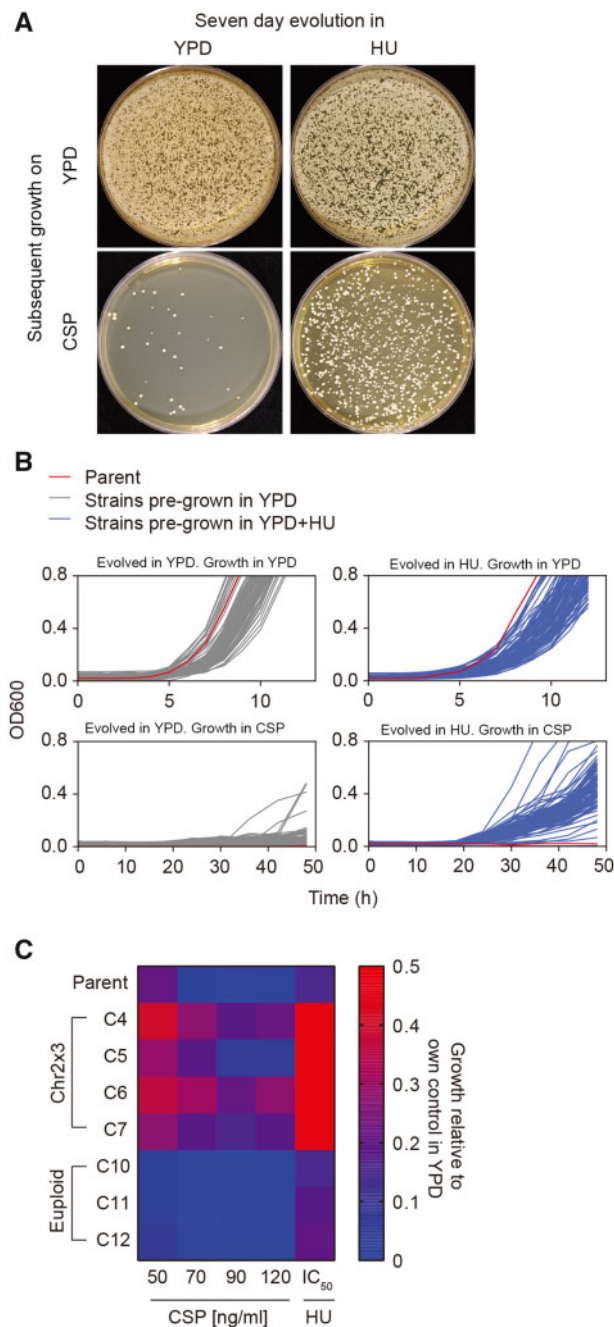 A
Seven day evolution in
YPD
HU
Subsequent growth on
YPD
CSP
B
Parent
Strains pre-grown in YPD
Strains pre-grown in YPD+HU
Evolved in YPD. Growth in YPD
Evolved in HU. Growth in YPD
0.8
0.4
0.0
5
10
0.8
0.4
0.0
5
10
OD600
Evolved in YPD. Growth in CSP
Evolved in HU. Growth in CSP
0.8
0.4
0
0 10 20 30 40 50
0.8
0.4
0
0 10 20 30 40 50
Time (h)
C
Parent
Chr2x3
C4
C5
C6
C7
Euploid
C10
C11
C12
50 70 90 120 IC50
CSP [ng/ml]
HU
0.5
0.4
0.3
0.2
0.1
0
Growth relative to
own control in YPD